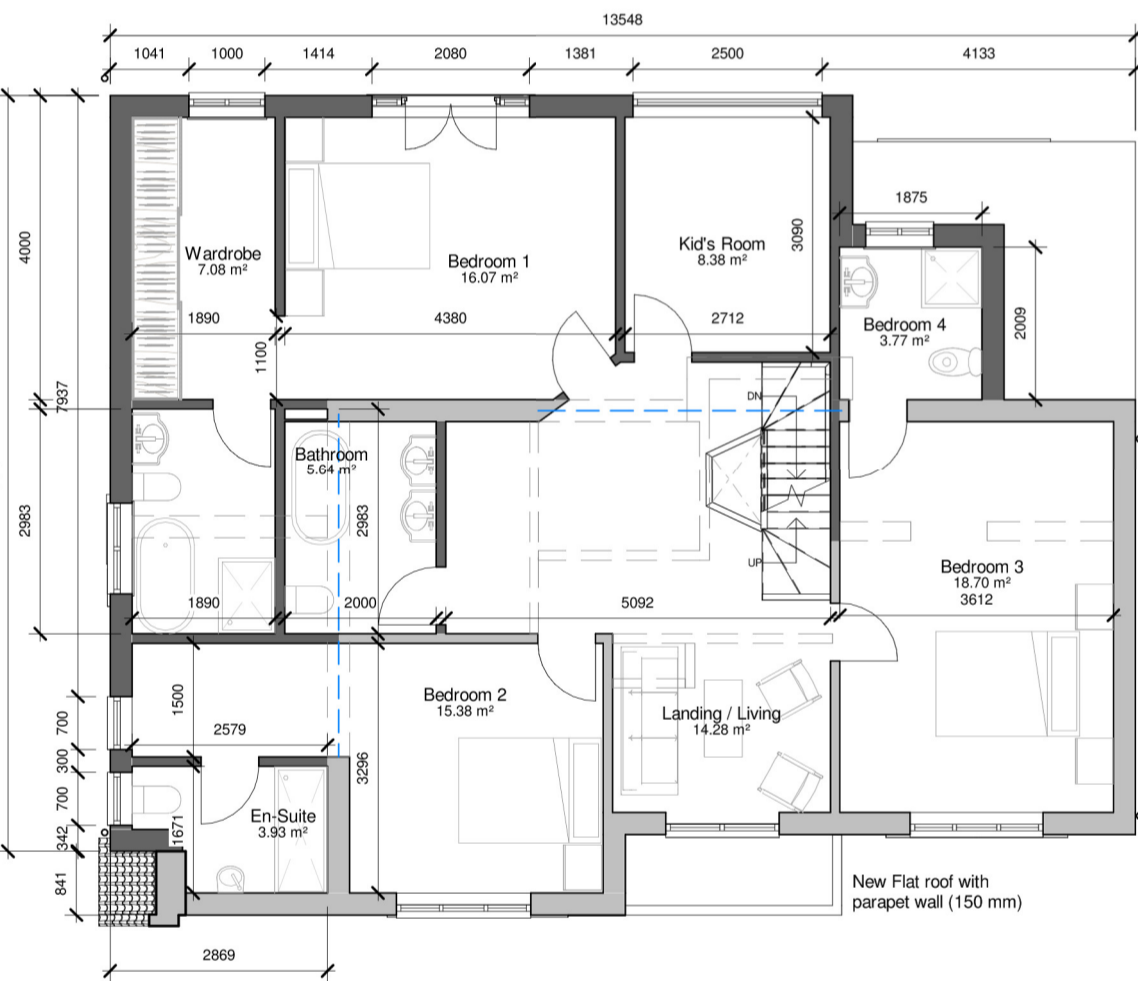 13548
1041
1000
1414
2080
1381
2500
4133
1875
4000
Wardrobe
7.08 m²
Bedroom 1
16.07 m²
Kid's Room
8.38 m²
3090
Bedroom 4
3.77 m²
2009
1890
4380
2712
1100
7937
DN
Bathroom
5.64 m²
2983
2983
UP
Bedroom 3
18.70 m²
3612
1890
2000
5092
1500
Bedroom 2
15.38 m²
Landing / Living
14.28 m²
700
2579
300
3296
700
En-Suite
3.93 m²
1671
342
841
New Flat roof with
parapet wall (150 mm)
2869